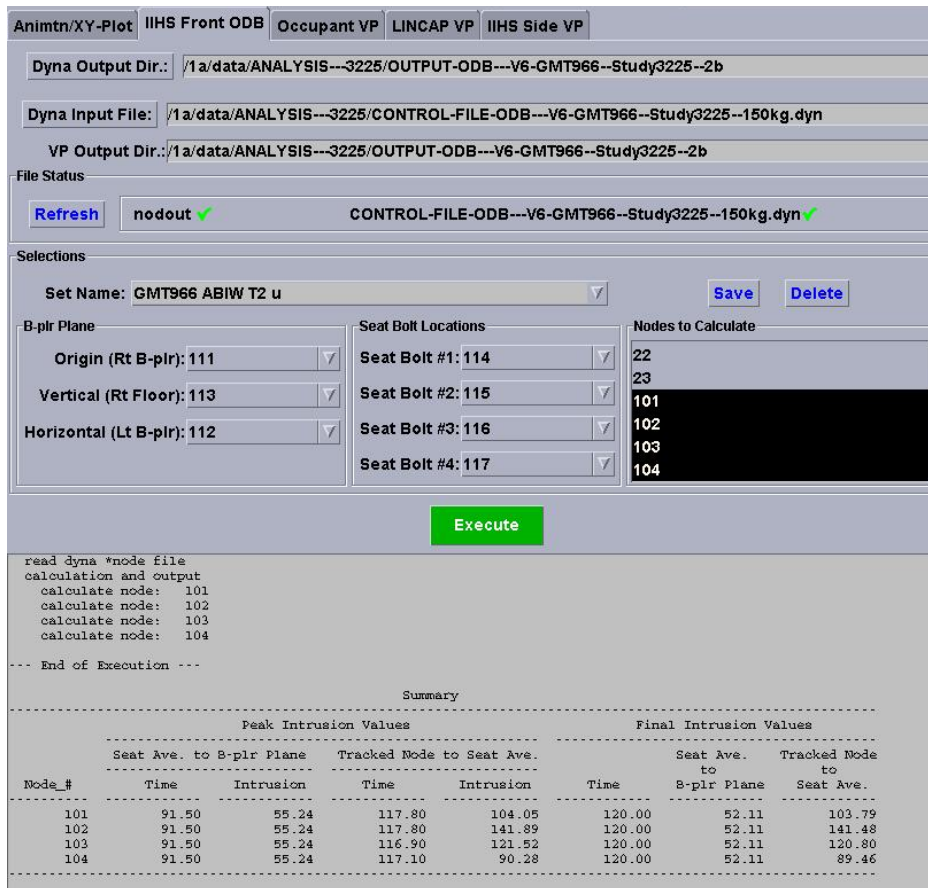 Animtn/XY-Plot IIHS Front ODB Occupant VP LINCAP VP IIHS Side VP
Dyna Output Dir.: /1a/data/ANALYSIS---3225/OUTPUT-ODB---V6-GMT966--Study3225--2b
Dyna Input File: /1a/data/ANALYSIS---3225/CONTROL-FILE-ODB---V6-GMT966--Study3225--150kg.dyn
VP Output Dir.: /1a/data/ANALYSIS---3225/OUTPUT-ODB---V6-GMT966--Study3225--2b
File Status
Refresh nodout CONTROL-FILE-ODB---V6-GMT966--Study3225--150kg.dyn
Selections
Set Name: GMT966 ABIW T2 u Save Delete
B-plr Plane Seat Bolt Locations Nodes to Calculate
Origin (Rt B-plr): 111 Seat Bolt #1: 114 22
23
Vertical (Rt Floor): 113 Seat Bolt #2: 115 101
Horizontal (Lt B-plr): 112 Seat Bolt #3: 116 102
103
Seat Bolt #4: 117 104
Execute
read dyna *node file
calculation and output
calculate node: 101
calculate node: 102
calculate node: 103
calculate node: 104
--- End of Execution ---
Summary
Peak Intrusion Values Final Intrusion Values
Seat Ave. to B-plr Plane Tracked Node to Seat Ave. Seat Ave. Tracked Node
to to
Node_# Time Intrusion Time Intrusion Time B-plr Plane Seat Ave.
101 91.50 55.24 117.80 104.05 120.00 52.11 103.79
102 91.50 55.24 117.80 141.89 120.00 52.11 141.48
103 91.50 55.24 116.90 121.52 120.00 52.11 120.80
104 91.50 55.24 117.10 90.28 120.00 52.11 89.46